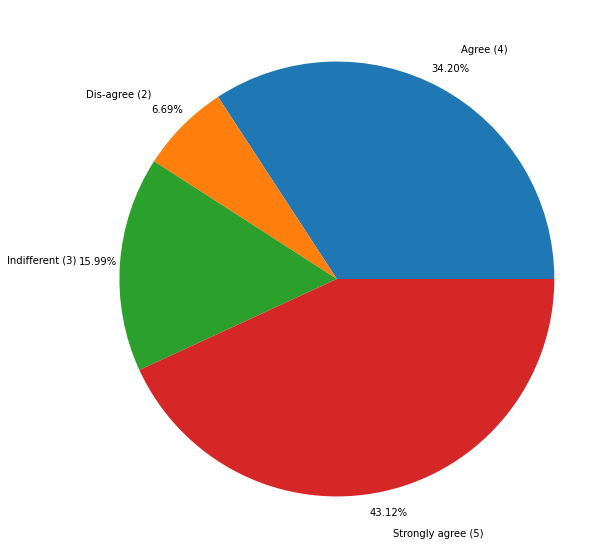 Agree (4)
34.20%
Dis-agree (2)
6.69%
Indifferent (3)
15.99%
43.12%
Strongly agree (5)